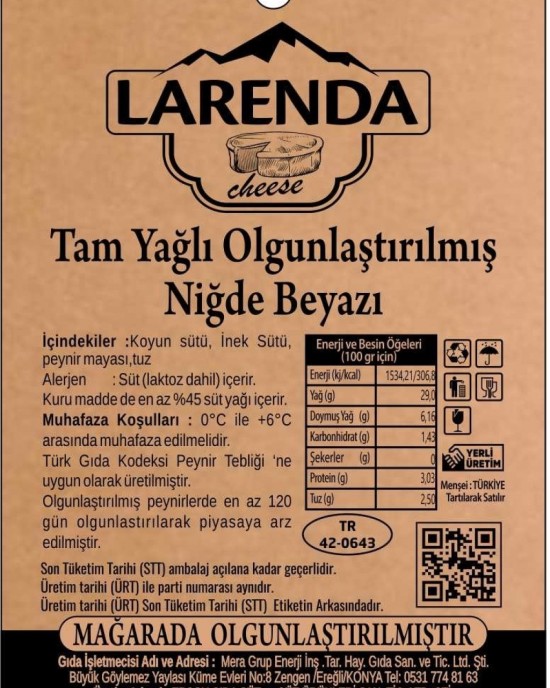 LARENDA
cheese
Tam Yağlı Olgunlaştırılmış
Niğde Beyazı
İçindekiler :Koyun sütü, İnek Sütü,
peynir mayası,tuz
Alerjen : Süt (laktoz dahil) içerir.
Kuru madde de en az %45 süt yağı içerir.
Muhafaza Koşulları : 0°C ile +6°C
arasında muhafaza edilmelidir.
Türk Gıda Kodeksi Peynir Tebliği 'ne
uygun olarak üretilmiştir.
Olgunlaştırılmış peynirlerde en az 120
gün olgunlastırılarak piyasaya arz
edilmiştir.
Enerji ve Besin Öğeleri
(100 gr için)
Enerji (kj/kcal) 1534,21/306,8
Yağ (g) 29,0
Doymuş Yağ (g) 6,16
Karbonhidrat (g) 1,43
Şekerler (g) 0
Protein (g) 3,03
Tuz (g) 2,50
YERLİ
ÜRETİM
Menşei : TÜRKİYE
Tartılarak Satılır
TR
42-0643
Son Tüketim Tarihi (STT) ambalaj açılana kadar geçerlidir.
Üretim tarihi (ÜRT) ile parti numarası aynıdır.
Üretim tarihi (ÜRT) Son Tüketim Tarihi (STT) Etiketin Arkasındadır.
MAĞARADA OLGUNLAŞTIRILMIŞTIR
Gıda İşletmecisi Adı ve Adresi : Mera Grup Enerji İnş .Tar. Hay. Gıda San. ve Tic. Ltd. Şti.
Büyük Göylemez Yaylası Küme Evleri No:8 Zengen /Ereğli/KONYA Tel: 0531 774 81 63